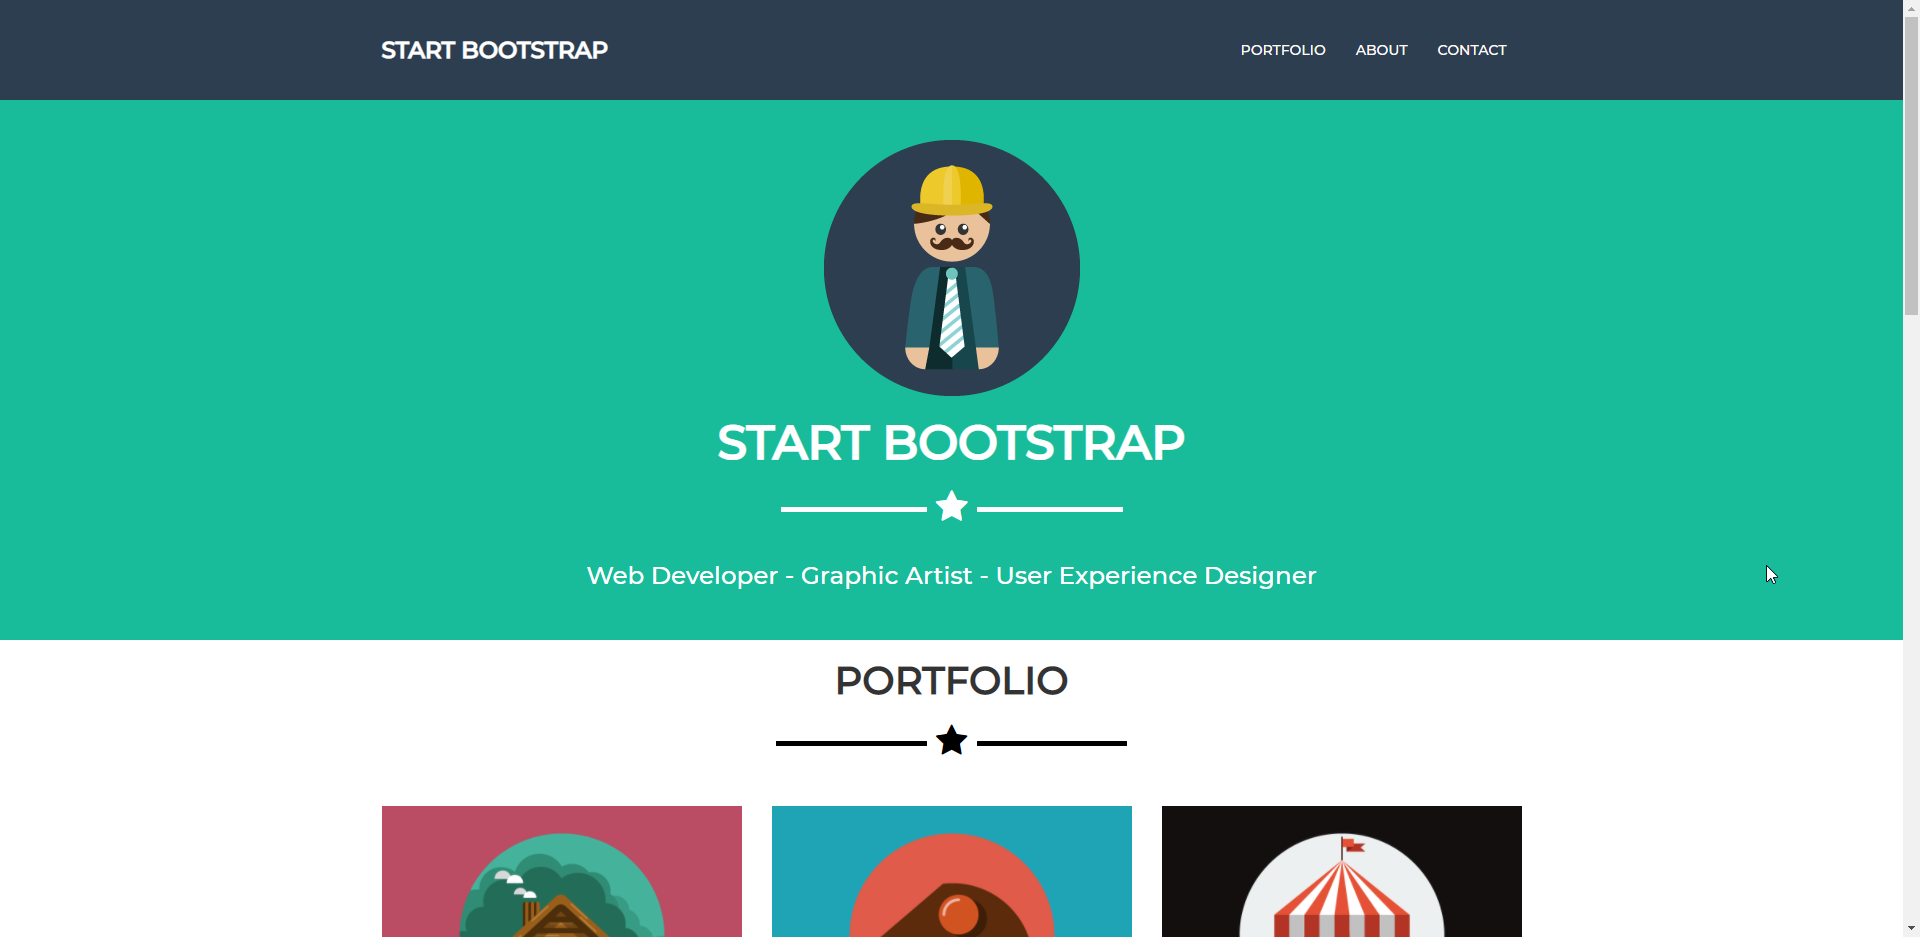 START BOOTSTRAP
PORTFOLIO ABOUT CONTACT
START BOOTSTRAP
Web Developer - Graphic Artist - User Experience Designer
PORTFOLIO